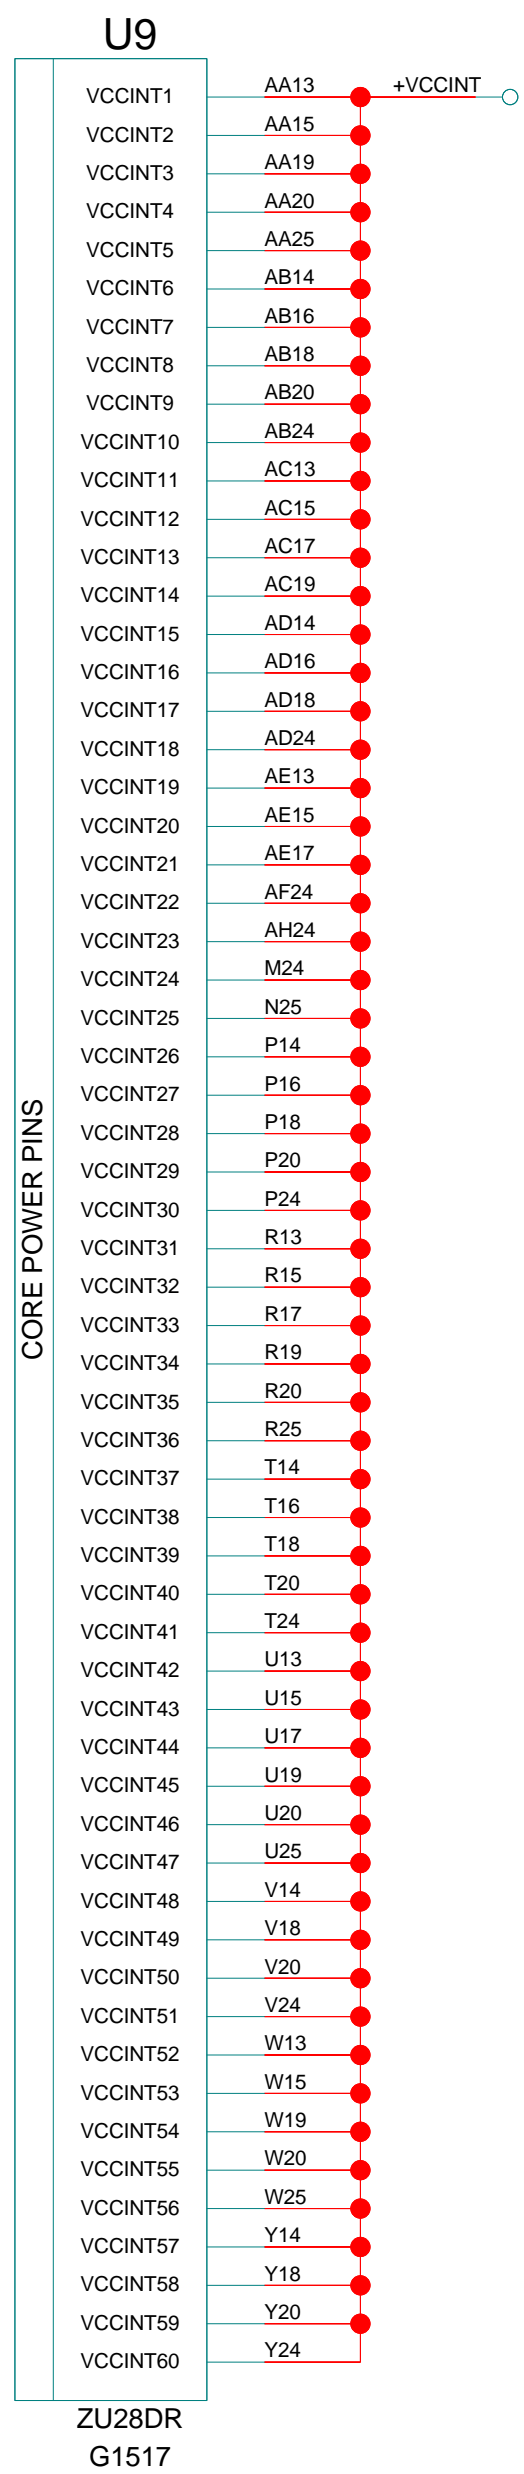 U9
VCCINT1 AA13 +VCCINT
VCCINT2 AA15
VCCINT3 AA19
VCCINT4 AA20
VCCINT5 AA25
VCCINT6 AB14
VCCINT7 AB16
VCCINT8 AB18
VCCINT9 AB20
VCCINT10 AB24
VCCINT11 AC13
VCCINT12 AC15
VCCINT13 AC17
VCCINT14 AC19
VCCINT15 AD14
VCCINT16 AD16
VCCINT17 AD18
VCCINT18 AD24
VCCINT19 AE13
VCCINT20 AE15
VCCINT21 AE17
VCCINT22 AF24
VCCINT23 AH24
VCCINT24 M24
VCCINT25 N25
VCCINT26 P14
VCCINT27 P16
VCCINT28 P18
VCCINT29 P20
VCCINT30 P24
VCCINT31 R13
VCCINT32 R15
VCCINT33 R17
VCCINT34 R19
VCCINT35 R20
VCCINT36 R25
VCCINT37 T14
VCCINT38 T16
VCCINT39 T18
VCCINT40 T20
VCCINT41 T24
VCCINT42 U13
VCCINT43 U15
VCCINT44 U17
VCCINT45 U19
VCCINT46 U20
VCCINT47 U25
VCCINT48 V14
VCCINT49 V18
VCCINT50 V20
VCCINT51 V24
VCCINT52 W13
VCCINT53 W15
VCCINT54 W19
VCCINT55 W20
VCCINT56 W25
VCCINT57 Y14
VCCINT58 Y18
VCCINT59 Y20
VCCINT60 Y24
CORE POWER PINS
ZU28DR
G1517